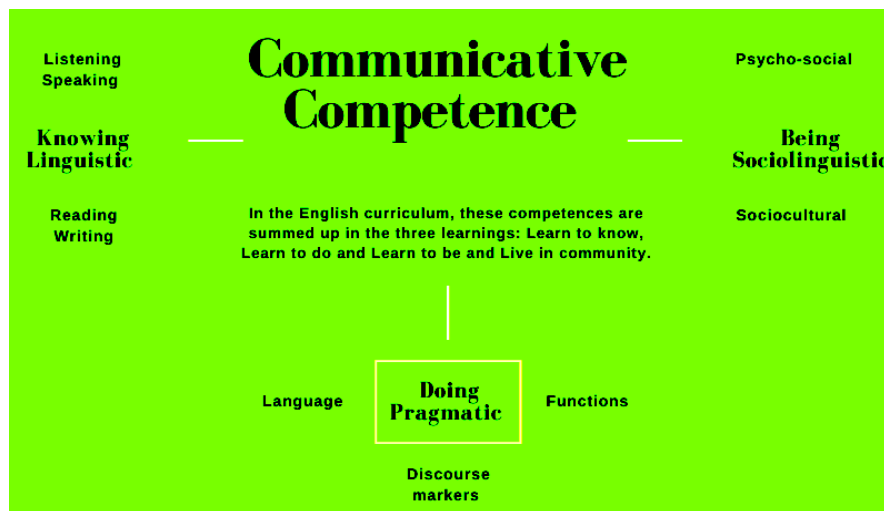 Communicative
Competence
Listening
Speaking
Knowing
Linguistic
Reading
Writing
Psycho-social
Being
Sociolinguistic
Sociocultural
In the English curriculum, these competences are
summed up in the three learnings: Learn to know,
Learn to do and Learn to be and Live in community.
Language
Doing
Pragmatic
Functions
Discourse
markers